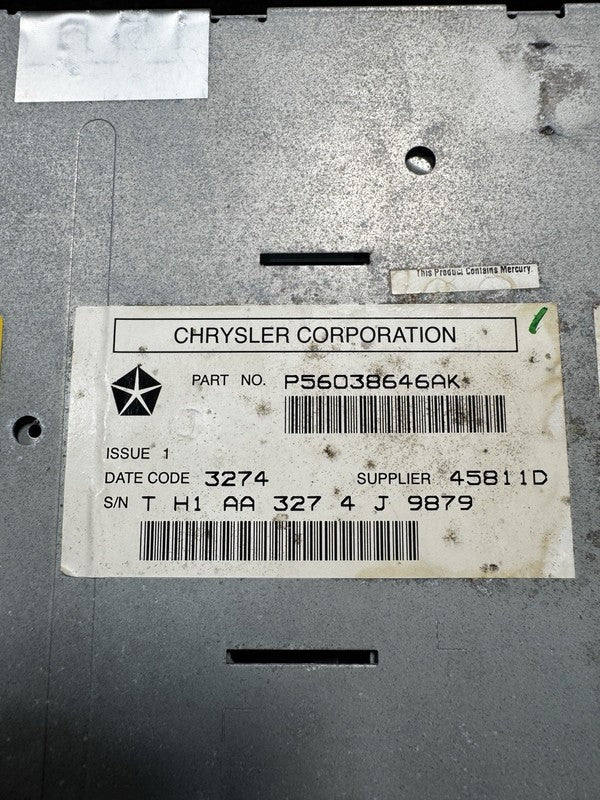 This Product Contains Mercury
CHRYSLER CORPORATION
PART NO. P56038646AK
ISSUE 1
DATE CODE 3274 SUPPLIER 45811D
S/N T H1 AA 327 4 J 9879